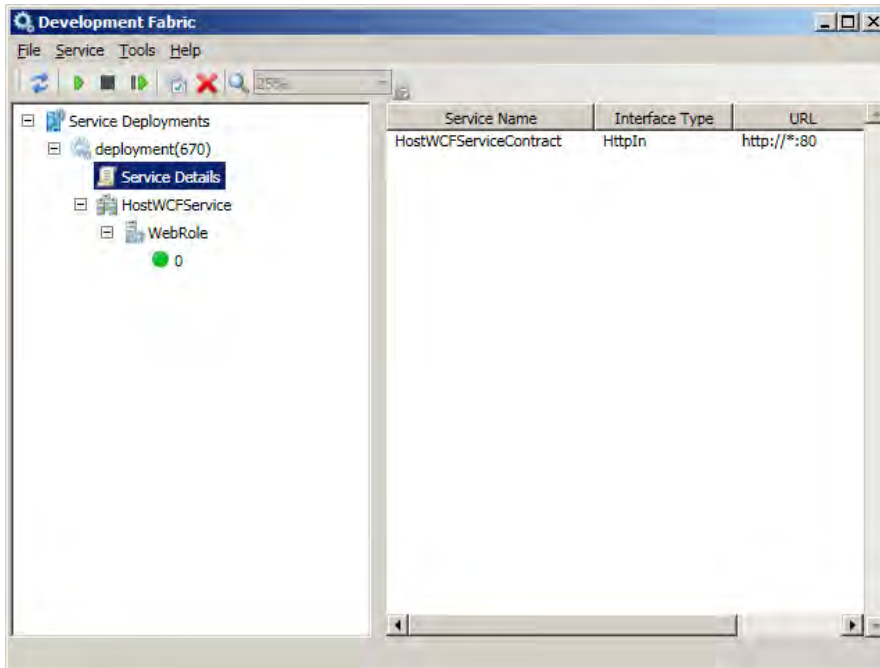 Development Fabric
File Service Tools Help
25%
Service Deployments
deployment(670)
Service Details
HostWCFService
WebRole
0
Service Name Interface Type URL
HostWCFServiceContract HttpIn http://*:80